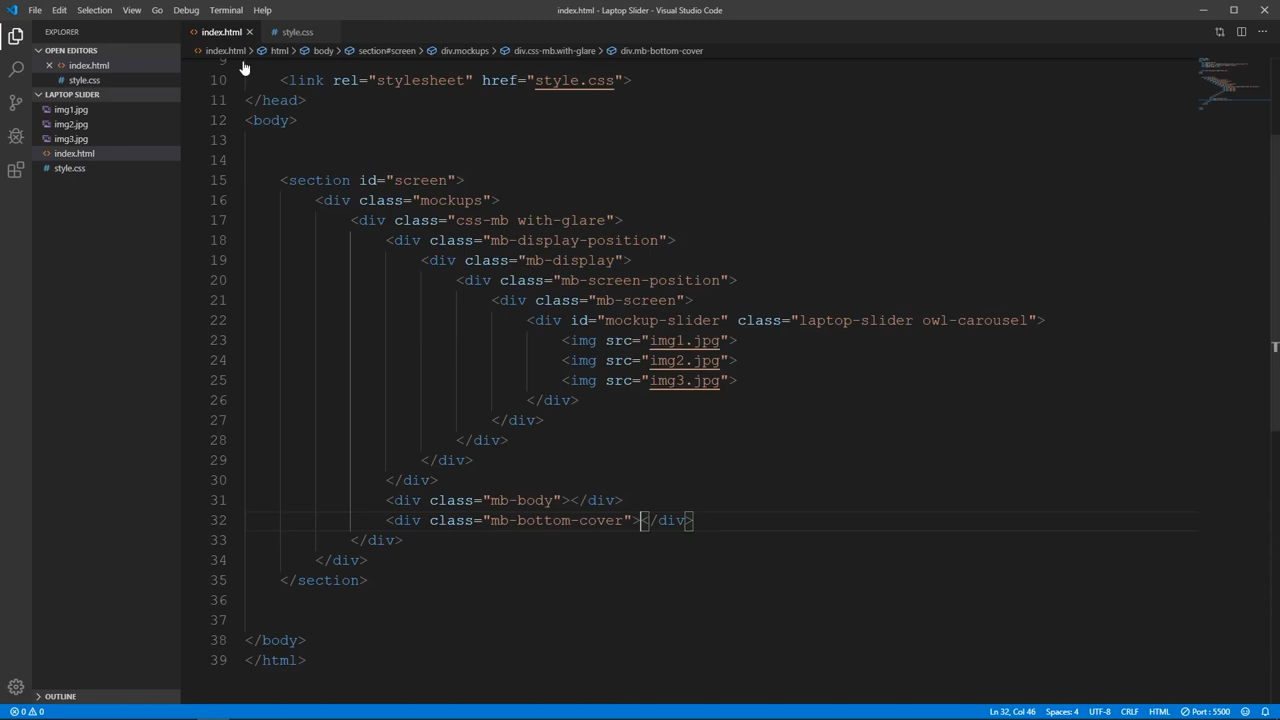 File Edit Selection View Go Debug Terminal Help
index.html - Laptop Slider - Visual Studio Code
EXPLORER
OPEN EDITORS
index.html
style.css
LAPTOP SLIDER
img1.jpg
img2.jpg
img3.jpg
index.html
style.css
OUTLINE
index.html style.css
index.html html body section#screen div.mockups div.css-mb.with-glare div.mb-bottom-cover
9
10 <link rel="stylesheet" href="style.css">
11 </head>
12 <body>
13
14
15 <section id="screen">
16 <div class="mockups">
17 <div class="css-mb with-glare">
18 <div class="mb-display-position">
19 <div class="mb-display">
20 <div class="mb-screen-position">
21 <div class="mb-screen">
22 <div id="mockup-slider" class="laptop-slider owl-carousel">
23 <img src="img1.jpg">
24 <img src="img2.jpg">
25 <img src="img3.jpg">
26 </div>
27 </div>
28 </div>
29 </div>
30 </div>
31 <div class="mb-body"></div>
32 <div class="mb-bottom-cover"></div>
33 </div>
34 </div>
35 </section>
36
37
38 </body>
39 </html>
0 0 Ln 32, Col 46 Spaces: 4 UTF-8 CRLF HTML Port : 5500